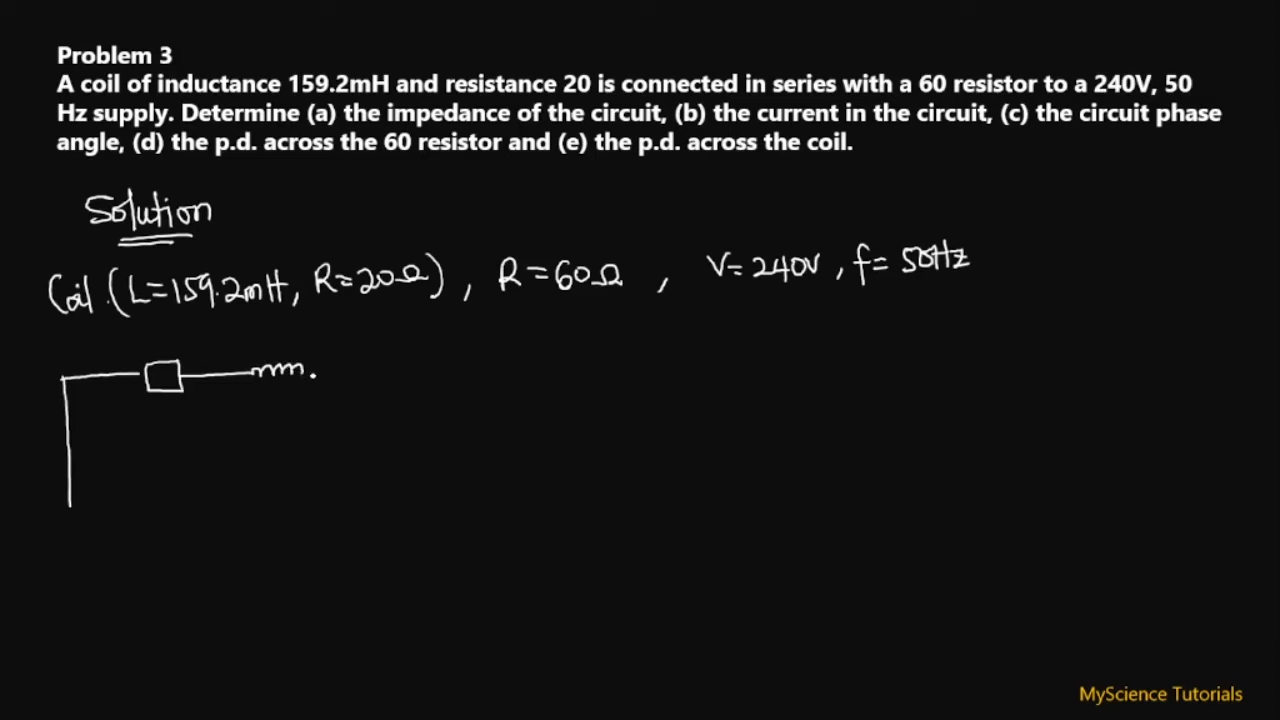 Problem 3
A coil of inductance 159.2mH and resistance 20 is connected in series with a 60 resistor to a 240V, 50
Hz supply. Determine (a) the impedance of the circuit, (b) the current in the circuit, (c) the circuit phase
angle, (d) the p.d. across the 60 resistor and (e) the p.d. across the coil.
Solution
Coil (L=159.2mH, R=20Ω), R=60Ω, V=240V, f=50Hz
MyScience Tutorials